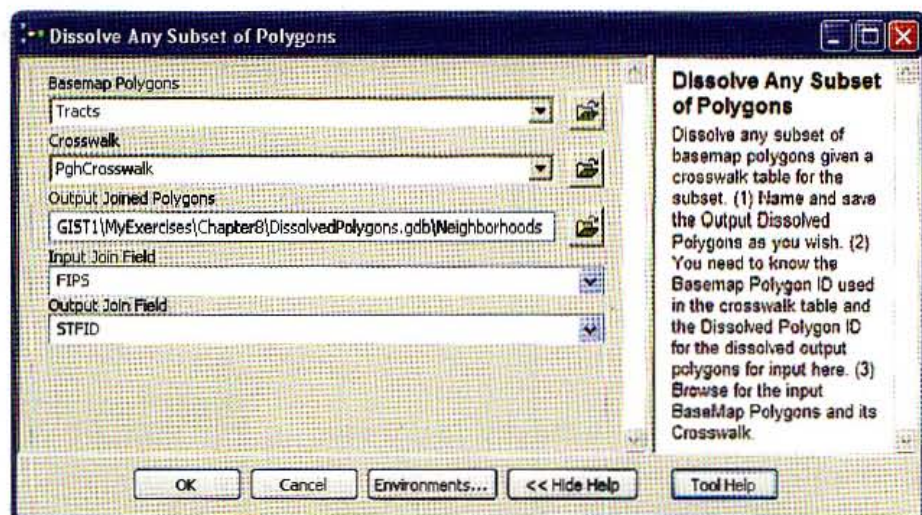 Dissolve Any Subset of Polygons
Basemap Polygons
Tracts
Crosswalk
PghCrosswalk
Output Joined Polygons
GIST1\MyExercises\Chapter8\DissolvedPolygons.gdb\Neighborhoods
Input Join Field
FIPS
Output Join Field
STFID
OK
Cancel
Environments...
<< Hide Help
Dissolve Any Subset
of Polygons
Dissolve any subset of
basemap polygons given a
crosswalk table for the
subset. (1) Name and save
the Output Dissolved
Polygons as you wish. (2)
You need to know the
Basemap Polygon ID used
in the crosswalk table and
the Dissolved Polygon ID
for the dissolved output
polygons for input here. (3)
Browse for the input
BaseMap Polygons and its
Crosswalk.
Tool Help